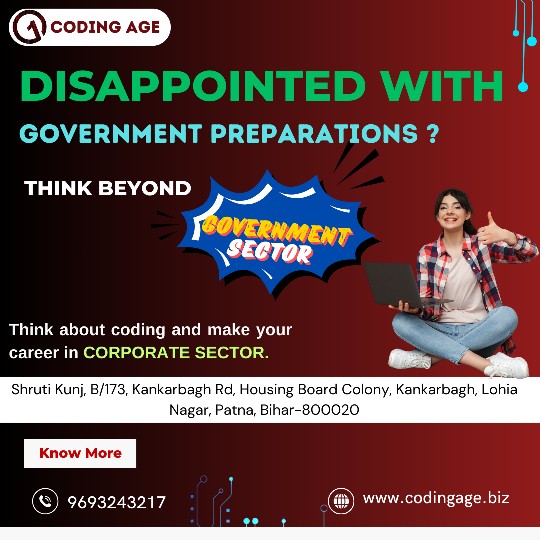 CODING AGE
DISAPPOINTED WITH
GOVERNMENT PREPARATIONS ?
THINK BEYOND
GOVERNMENT
SECTOR
Think about coding and make your
career in CORPORATE SECTOR.
Shruti Kunj, B/173, Kankarbagh Rd, Housing Board Colony, Kankarbagh, Lohia
Nagar, Patna, Bihar-800020
Know More
9693243217
www.codingage.biz